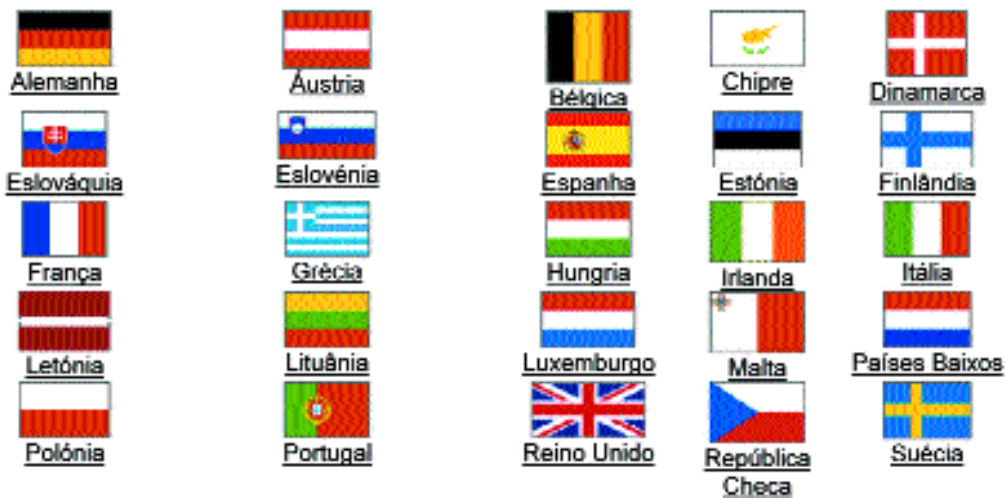 Alemanha
Áustria
Bélgica
Chipre
Dinamarca
Eslováquia
Eslovénia
Espanha
Estónia
Finlândia
França
Grécia
Hungria
Irlanda
Itália
Letónia
Lituânia
Luxemburgo
Malta
Países Baixos
Polónia
Portugal
Reino Unido
República
Checa
Suécia